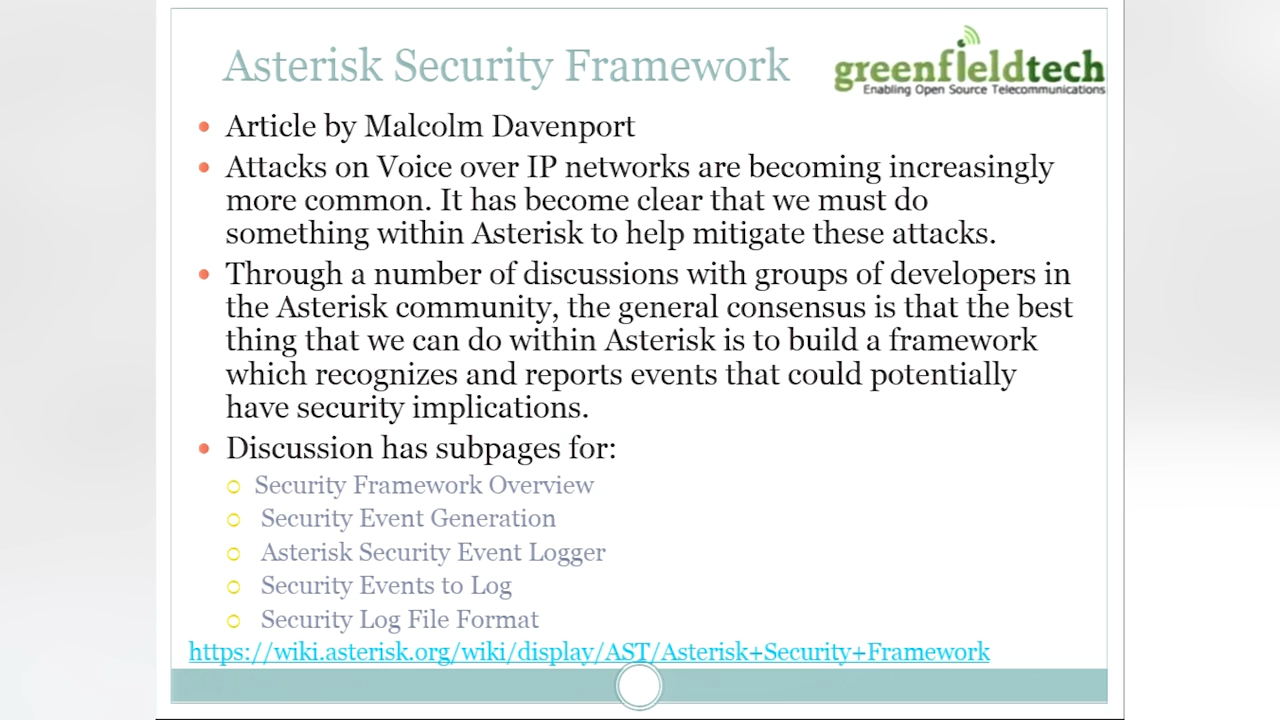 Asterisk Security Framework
greenfieldtech
Enabling Open Source Telecommunications
Article by Malcolm Davenport
Attacks on Voice over IP networks are becoming increasingly
more common. It has become clear that we must do
something within Asterisk to help mitigate these attacks.
Through a number of discussions with groups of developers in
the Asterisk community, the general consensus is that the best
thing that we can do within Asterisk is to build a framework
which recognizes and reports events that could potentially
have security implications.
Discussion has subpages for:
Security Framework Overview
Security Event Generation
Asterisk Security Event Logger
Security Events to Log
Security Log File Format
https://wiki.asterisk.org/wiki/display/AST/Asterisk+Security+Framework